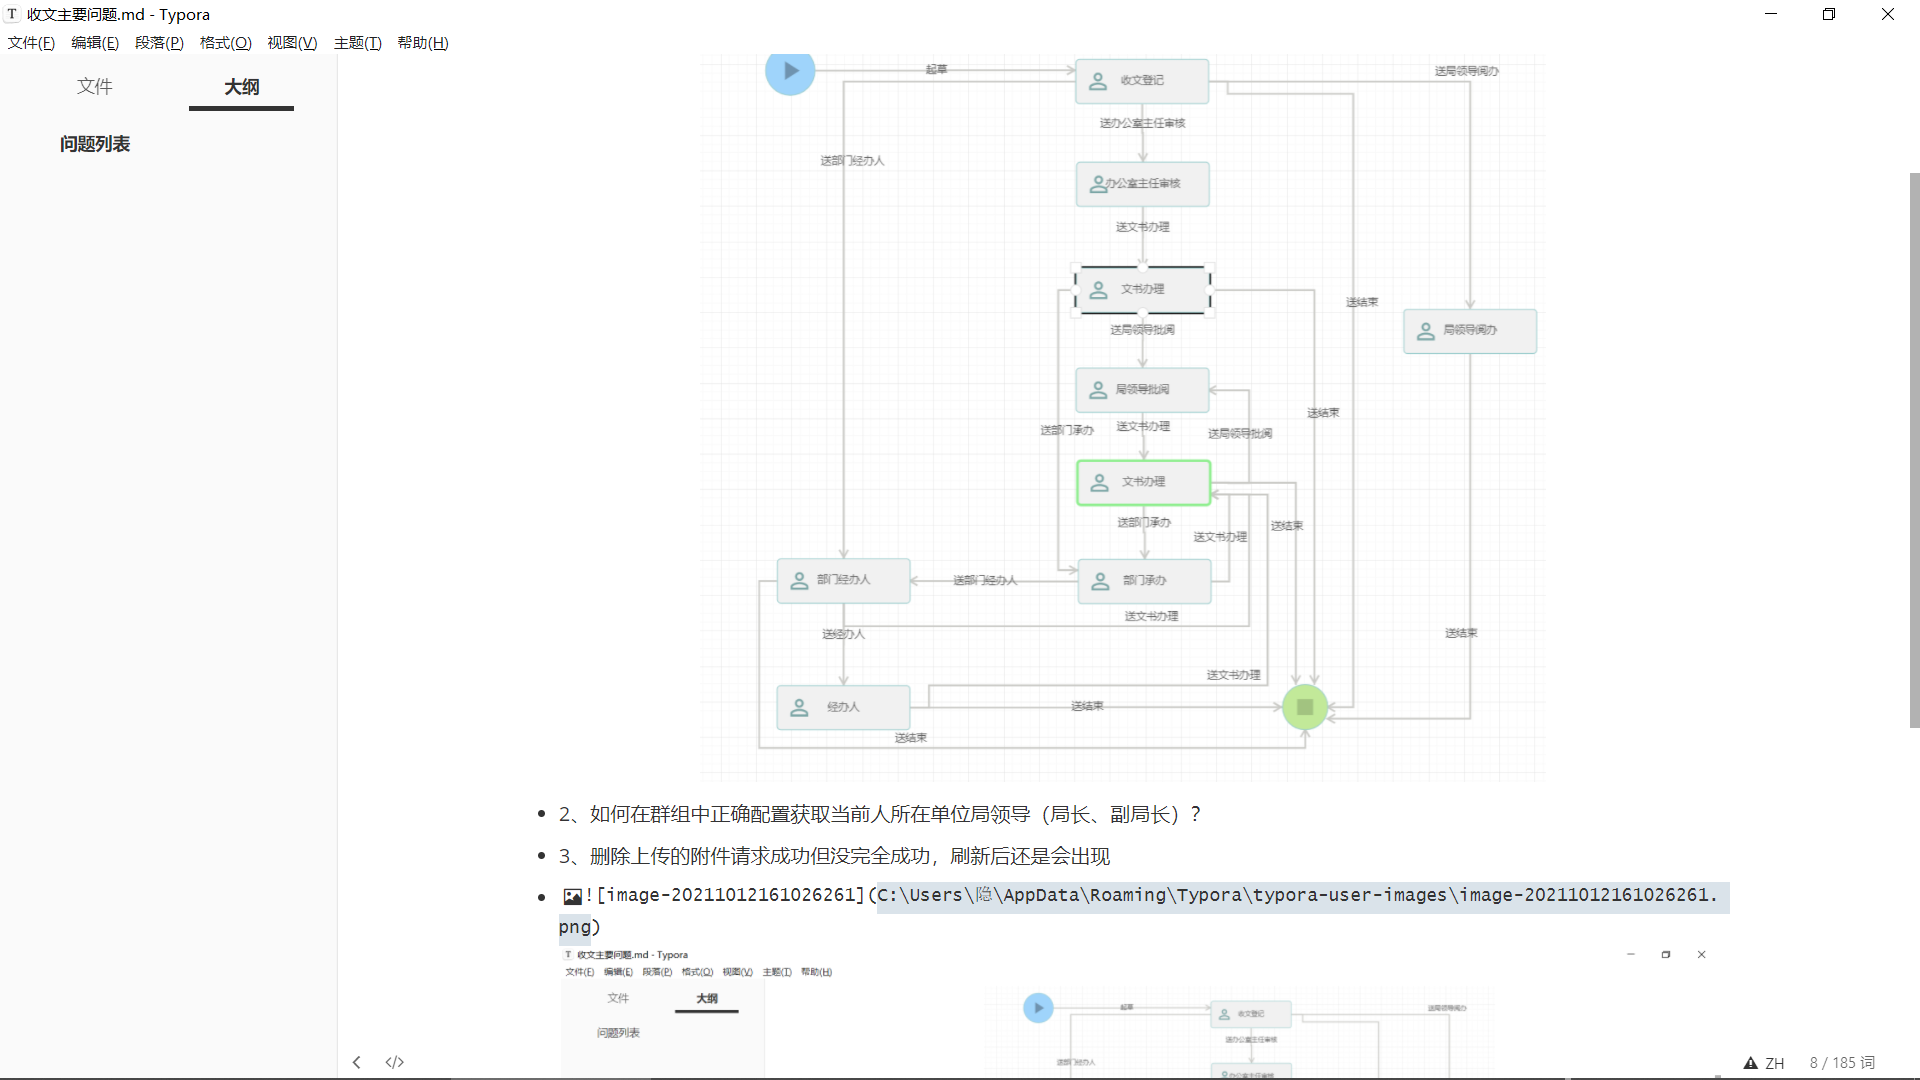 T 收文主要问题.md - Typora
文件(F) 编辑(E) 段落(P) 格式(O) 视图(V) 主题(T) 帮助(H)
文件 大纲
问题列表
起草
收文登记
送局领导阅办
送办公室主任审核
送部门经办人
办公室主任审核
送文书办理
文书办理
送结束
送局领导批阅
局领导阅办
局领导批阅
送结束
送部门承办
送文书办理
送局领导批阅
文书办理
送部门承办
送结束
送文书办理
部门经办人
送部门经办人
部门承办
送文书办理
送经办人
送结束
送文书办理
经办人
送结束
送结束
• 2、如何在群组中正确配置获取当前人所在单位局领导（局长、副局长）?
• 3、删除上传的附件请求成功但没完全成功，刷新后还是会出现
• ![image-20211012161026261](C:\Users\隐\AppData\Roaming\Typora\typora-user-images\image-20211012161026261.
png)
T 收文主要问题.md - Typora
文件(F) 编辑(E) 段落(P) 格式(O) 视图(V) 主题(T) 帮助(H)
文件 大纲
问题列表
起草
收文登记
送局领导阅办
送办公室主任审核
送部门经办人
办公室主任审核
</> ZH 8 / 185 词